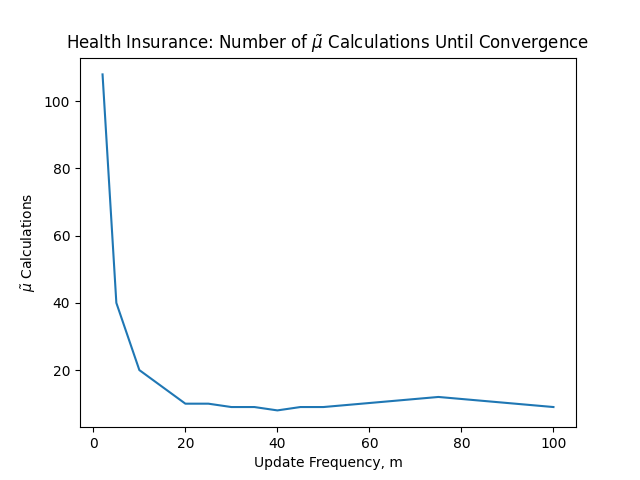 Health Insurance: Number of μ̃ Calculations Until Convergence
μ̃ Calculations
100
80
60
40
20
0 20 40 60 80 100
Update Frequency, m